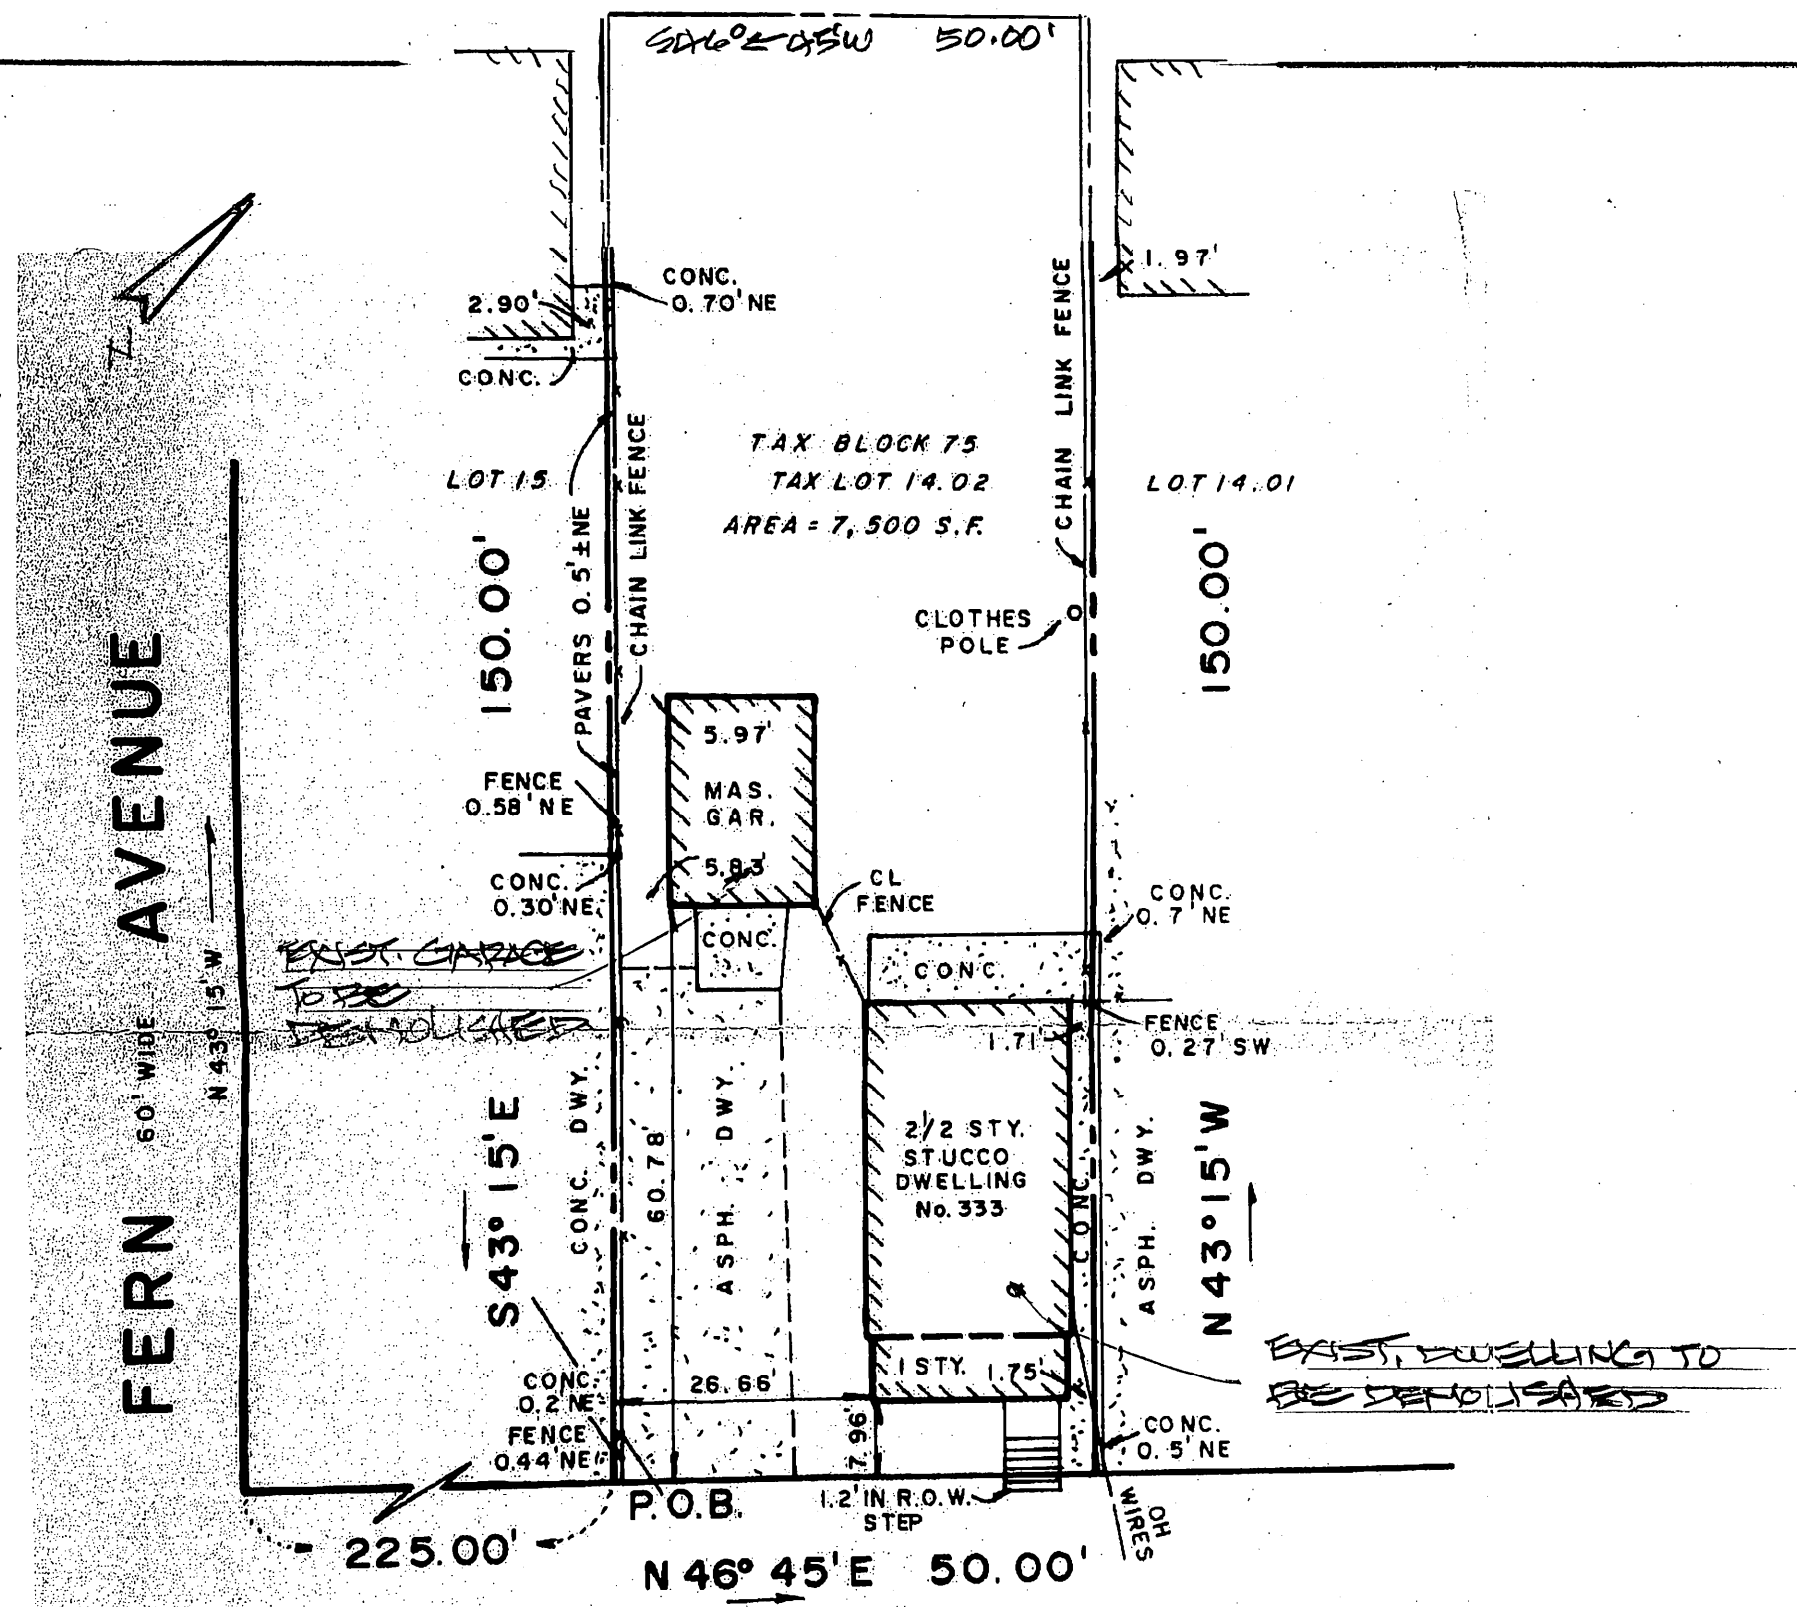 S46° 45'W 50.00'
CONC.
0.70'NE
2.90'
CONC.
1.97'
CHAIN LINK FENCE
CHAIN LINK FENCE
PAVERS 0.5'±NE
TAX BLOCK 75
TAX LOT 14.02
AREA = 7,500 S.F.
LOT 15
LOT 14.01
150.00'
150.00'
CLOTHES
POLE
5.97'
MAS.
GAR.
5.83'
FENCE
0.58'NE
CONC.
0.30'NE
CL
FENCE
CONC.
0.7'NE
CONC.
CONC.
EXIST. GARAGE
TO BE
DEMOLISHED
FENCE
0.27'SW
1.71'
FERN AVENUE
60' WIDE
N 43° 15' W
S43° 15'E
CONC. DWY.
60.78'
ASPH. DWY.
2 1/2 STY.
STUCCO
DWELLING
No. 333
CONC.
ASPH. DWY.
N43°15'W
1 STY. 1.75'
EXIST. DWELLING TO
BE DEMOLISHED
26.66'
7.96'
CONC.
0.2'NE
FENCE
0.44'NE
CONC.
0.5'NE
P.O.B.
1.2' IN R.O.W.
STEP
OH
WIRES
225.00'
N 46° 45'E 50.00'
Z